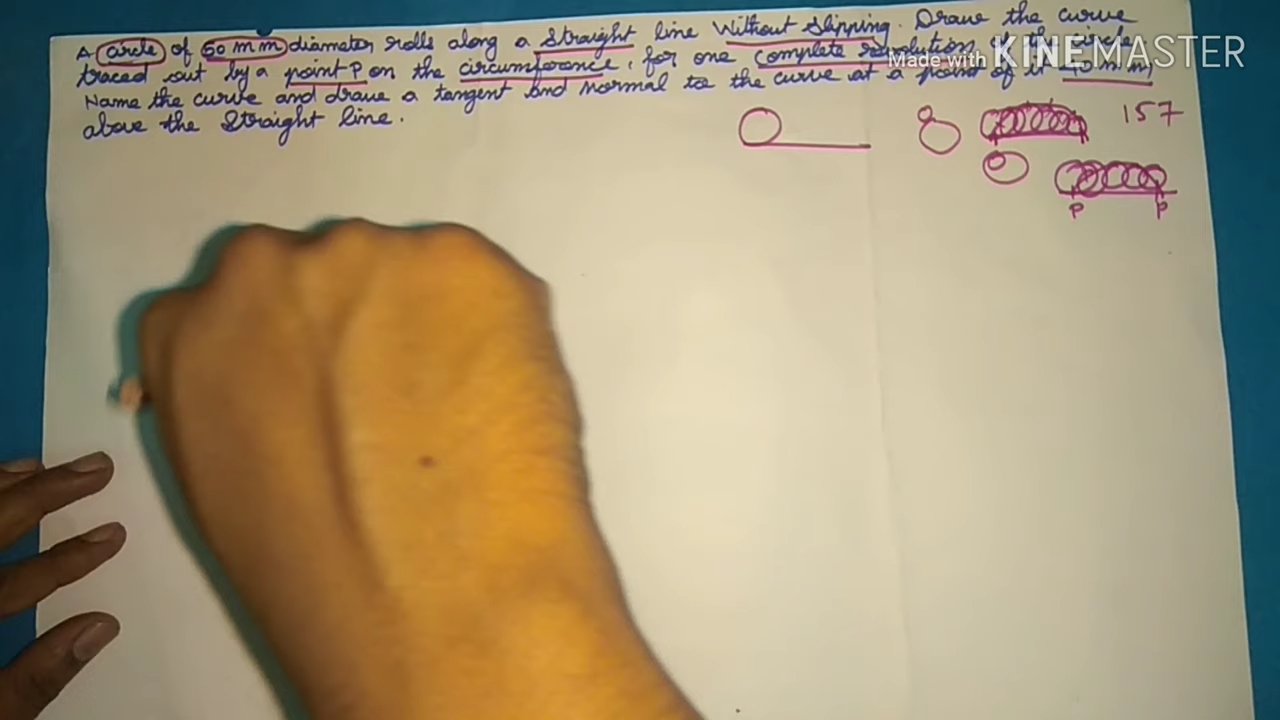 A circle of 50 mm diameter rolls along a straight line Without slipping. Draw the curve
traced out by a point P on the circumference, for one complete revolution of the circle.
Name the curve and draw a tangent and normal to the curve at a point of it 40 mm
above the straight line.
Made with KINEMASTER
157
P P